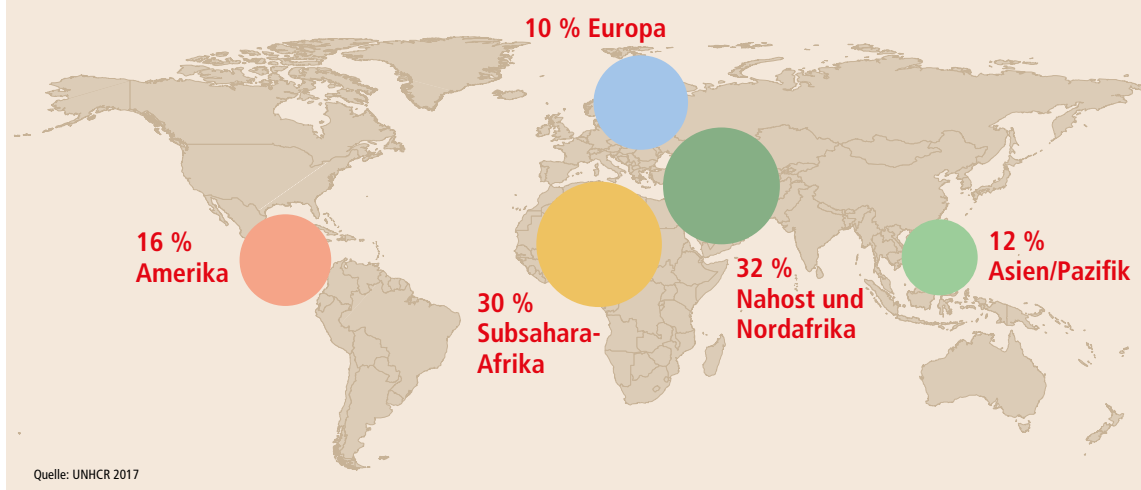 10 % Europa
16 %
Amerika
30 %
Subsahara-
Afrika
32 %
Nahost und
Nordafrika
12 %
Asien/Pazifik
Quelle: UNHCR 2017